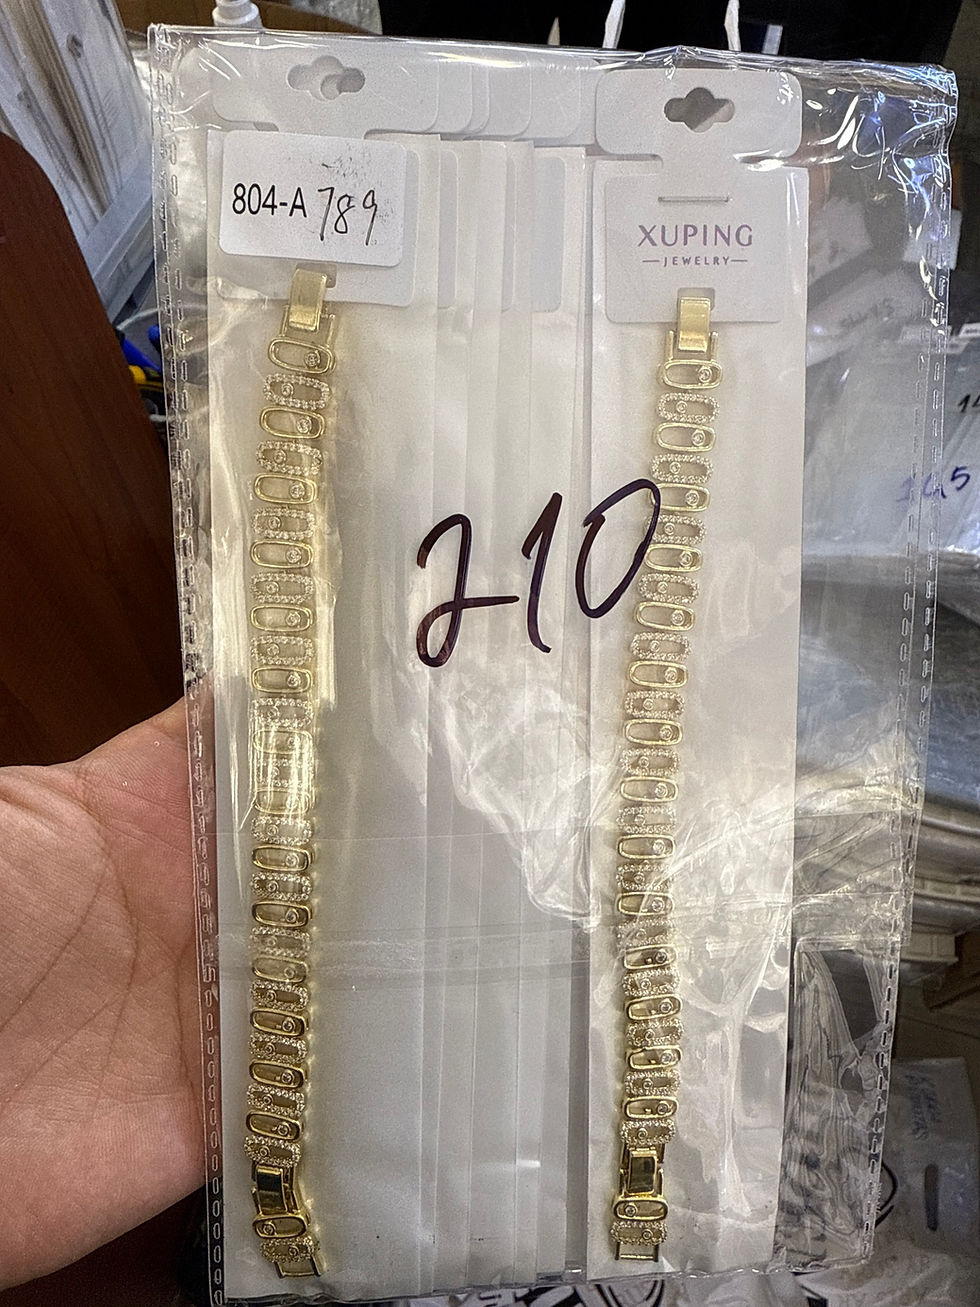 804-A 789
XUPING
JEWELRY
210